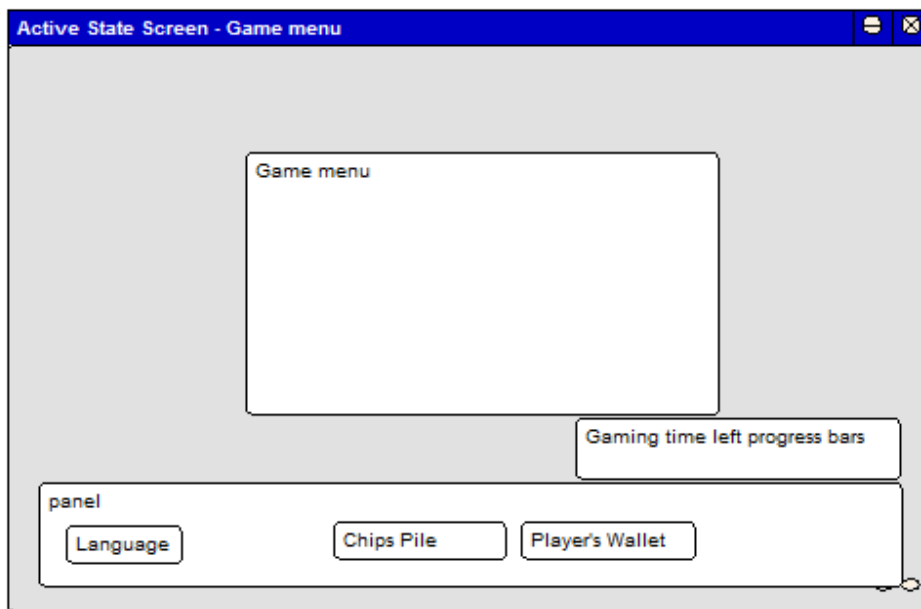 Active State Screen - Game menu
Game menu
Gaming time left progress bars
panel
Language
Chips Pile
Player's Wallet